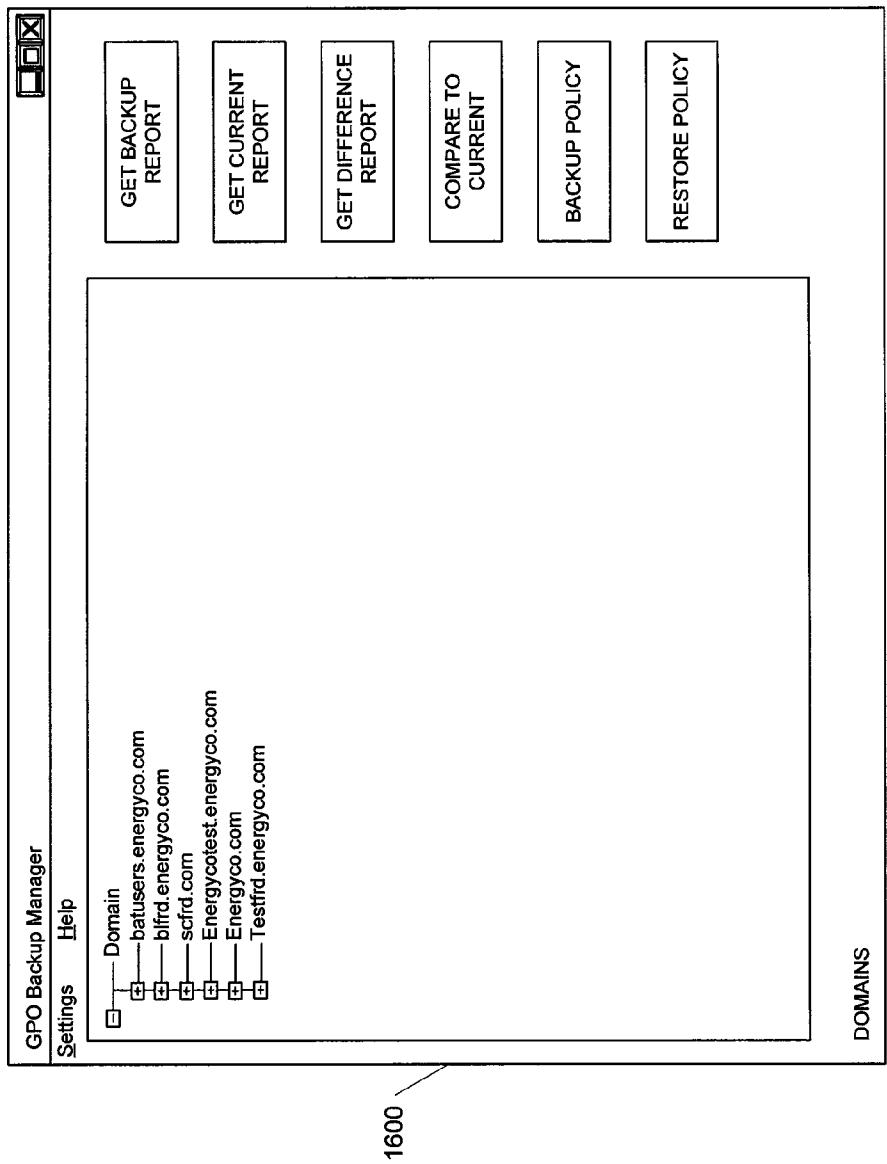 GPO Backup Manager
Settings Help
Domain
batusers.energyco.com
blfrd.energyco.com
scfrd.com
Energycotest.energyco.com
Energyco.com
Testfrd.energyco.com
GET BACKUP
REPORT
GET CURRENT
REPORT
GET DIFFERENCE
REPORT
COMPARE TO
CURRENT
BACKUP POLICY
RESTORE POLICY
DOMAINS
1600